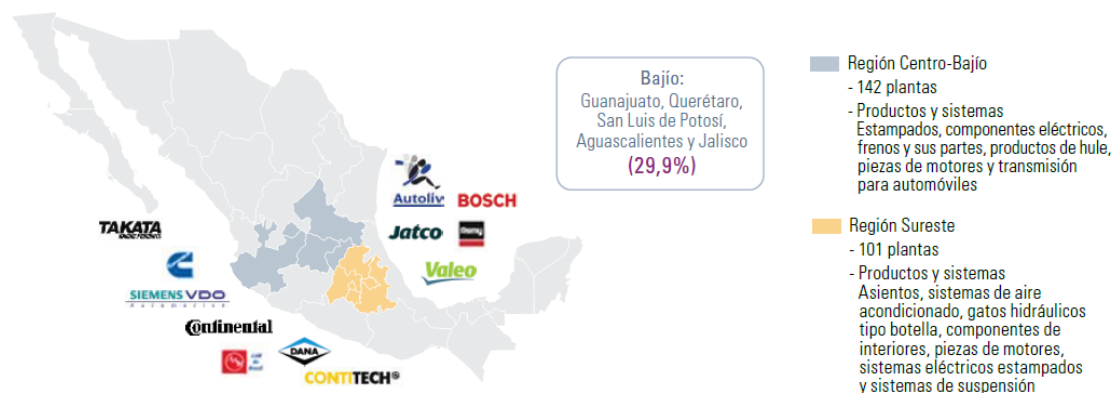 Bajío:
Guanajuato, Querétaro,
San Luis de Potosí,
Aguascalientes y Jalisco
(29,9%)
Región Centro-Bajío
- 142 plantas
- Productos y sistemas
Estampados, componentes eléctricos,
frenos y sus partes, productos de hule,
piezas de motores y transmisión
para automóviles
Región Sureste
- 101 plantas
- Productos y sistemas
Asientos, sistemas de aire
acondicionado, gatos hidráulicos
tipo botella, componentes de
interiores, piezas de motores,
sistemas eléctricos estampados
y sistemas de suspensión
Autoliv
BOSCH
TAKATA
Jatco
Remy
Valeo
SIEMENS VDO
Automotive
Continental
DANA
CONTITECH®